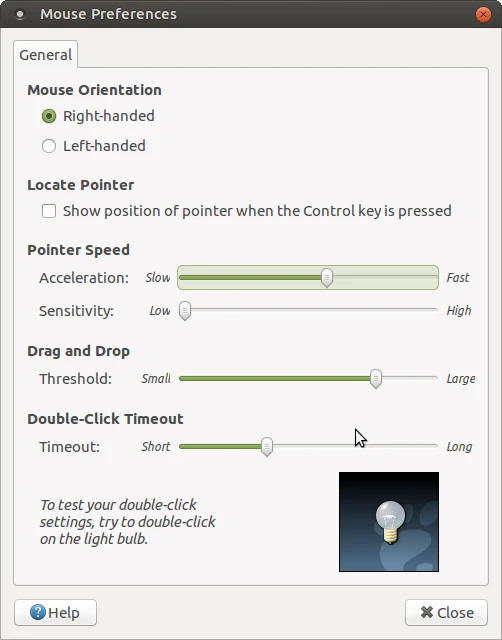 Mouse Preferences
General
Mouse Orientation
Right-handed
Left-handed
Locate Pointer
Show position of pointer when the Control key is pressed
Pointer Speed
Acceleration: Slow Fast
Sensitivity: Low High
Drag and Drop
Threshold: Small Large
Double-Click Timeout
Timeout: Short Long
To test your double-click
settings, try to double-click
on the light bulb.
Help Close